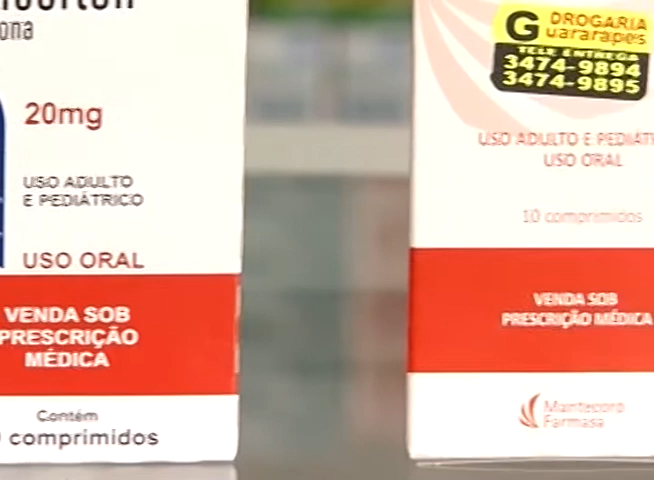 20mg
USO ADULTO
E PEDIÁTRICO
USO ORAL
VENDA SOB
PRESCRIÇÃO
MÉDICA
Contém
comprimidos
G DROGARIA
Guararapes
TELE ENTREGA
3474-9894
3474-9895
USO ADULTO E
USO ORAL
10 comprimidos
VENDA SOB
PRESCRIÇÃO MÉDICA
Mantecorp
Farmasa